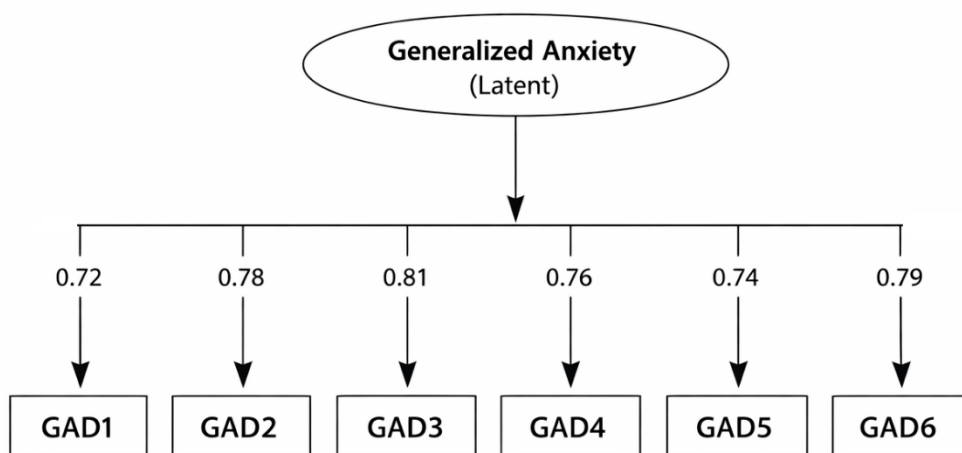 Generalized Anxiety
(Latent)
0.72 0.78 0.81 0.76 0.74 0.79
GAD1 GAD2 GAD3 GAD4 GAD5 GAD6